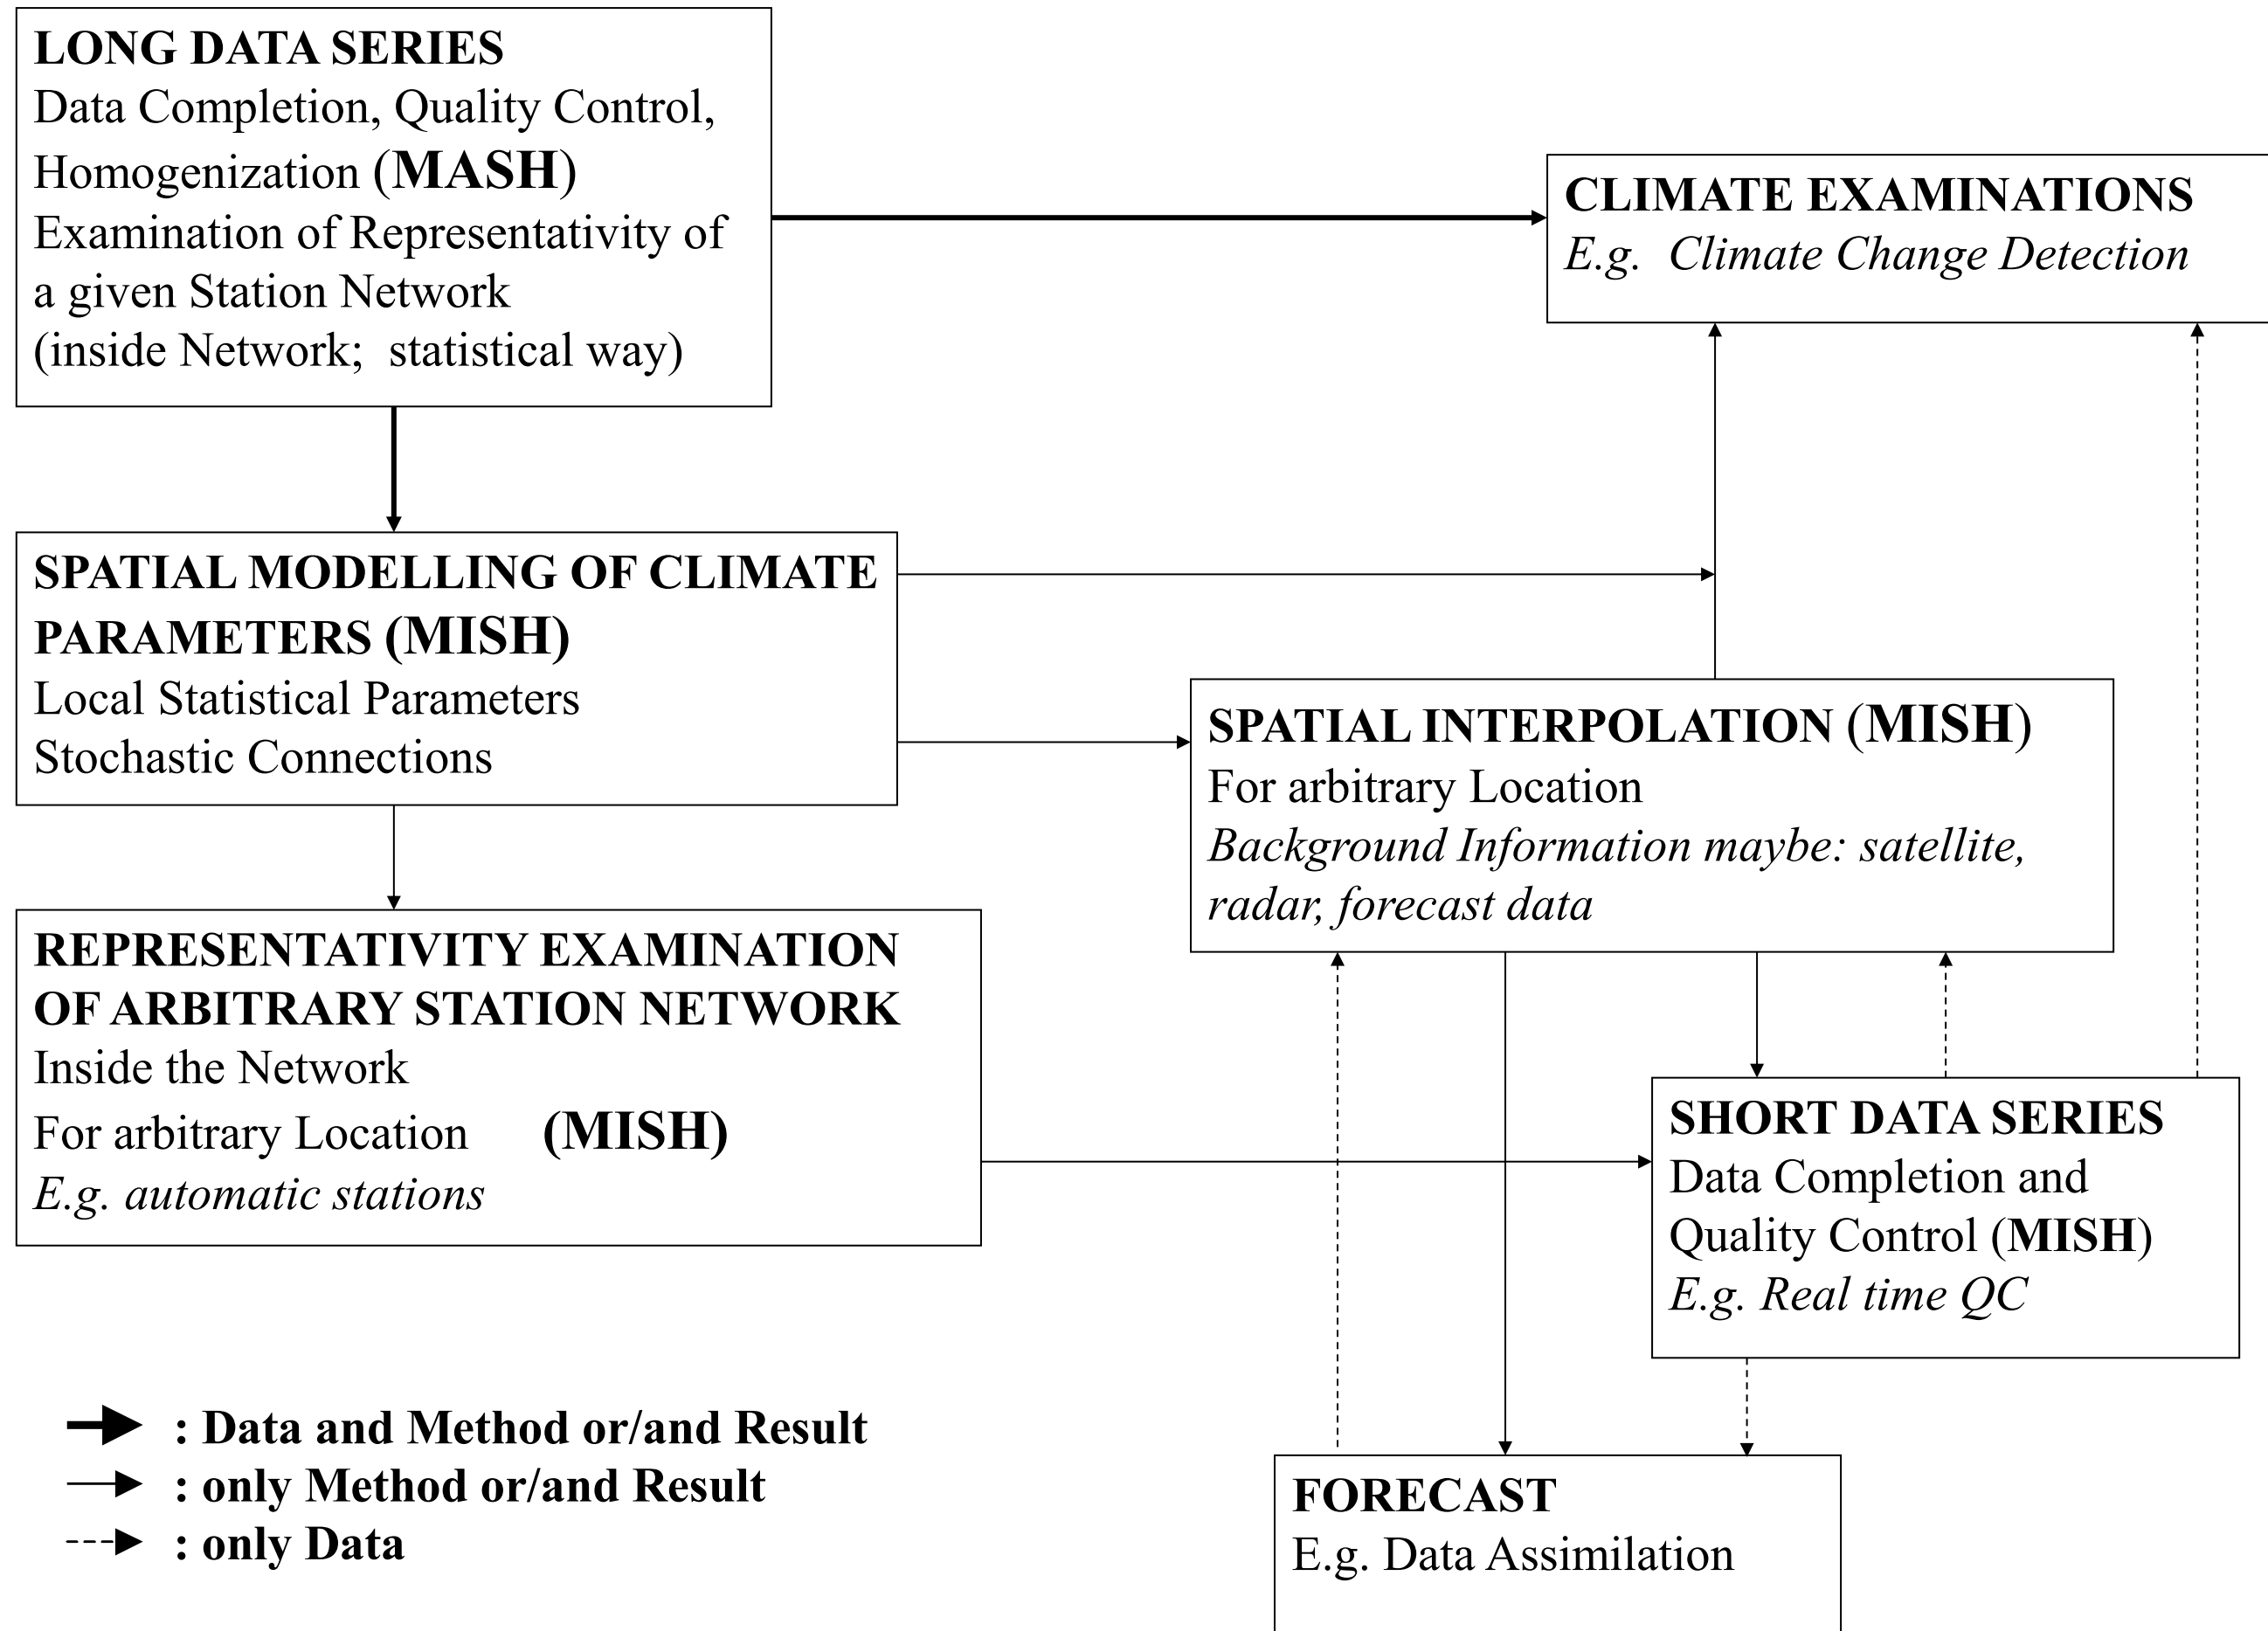 LONG DATA SERIES
Data Completion, Quality Control,
Homogenization (MASH)
Examination of Representativity of
a given Station Network
(inside Network;  statistical way)
CLIMATE EXAMINATIONS
E.g.  Climate Change Detection
SPATIAL MODELLING OF CLIMATE
PARAMETERS (MISH)
Local Statistical Parameters
Stochastic Connections
SPATIAL INTERPOLATION (MISH)
For arbitrary Location
Background Information maybe: satellite,
radar, forecast data
REPRESENTATIVITY EXAMINATION
OF ARBITRARY STATION NETWORK
Inside the Network
For arbitrary Location (MISH)
E.g. automatic stations
SHORT DATA SERIES
Data Completion and
Quality Control (MISH)
E.g. Real time QC
: Data and Method or/and Result
: only Method or/and Result
: only Data
FORECAST
E.g. Data Assimilation